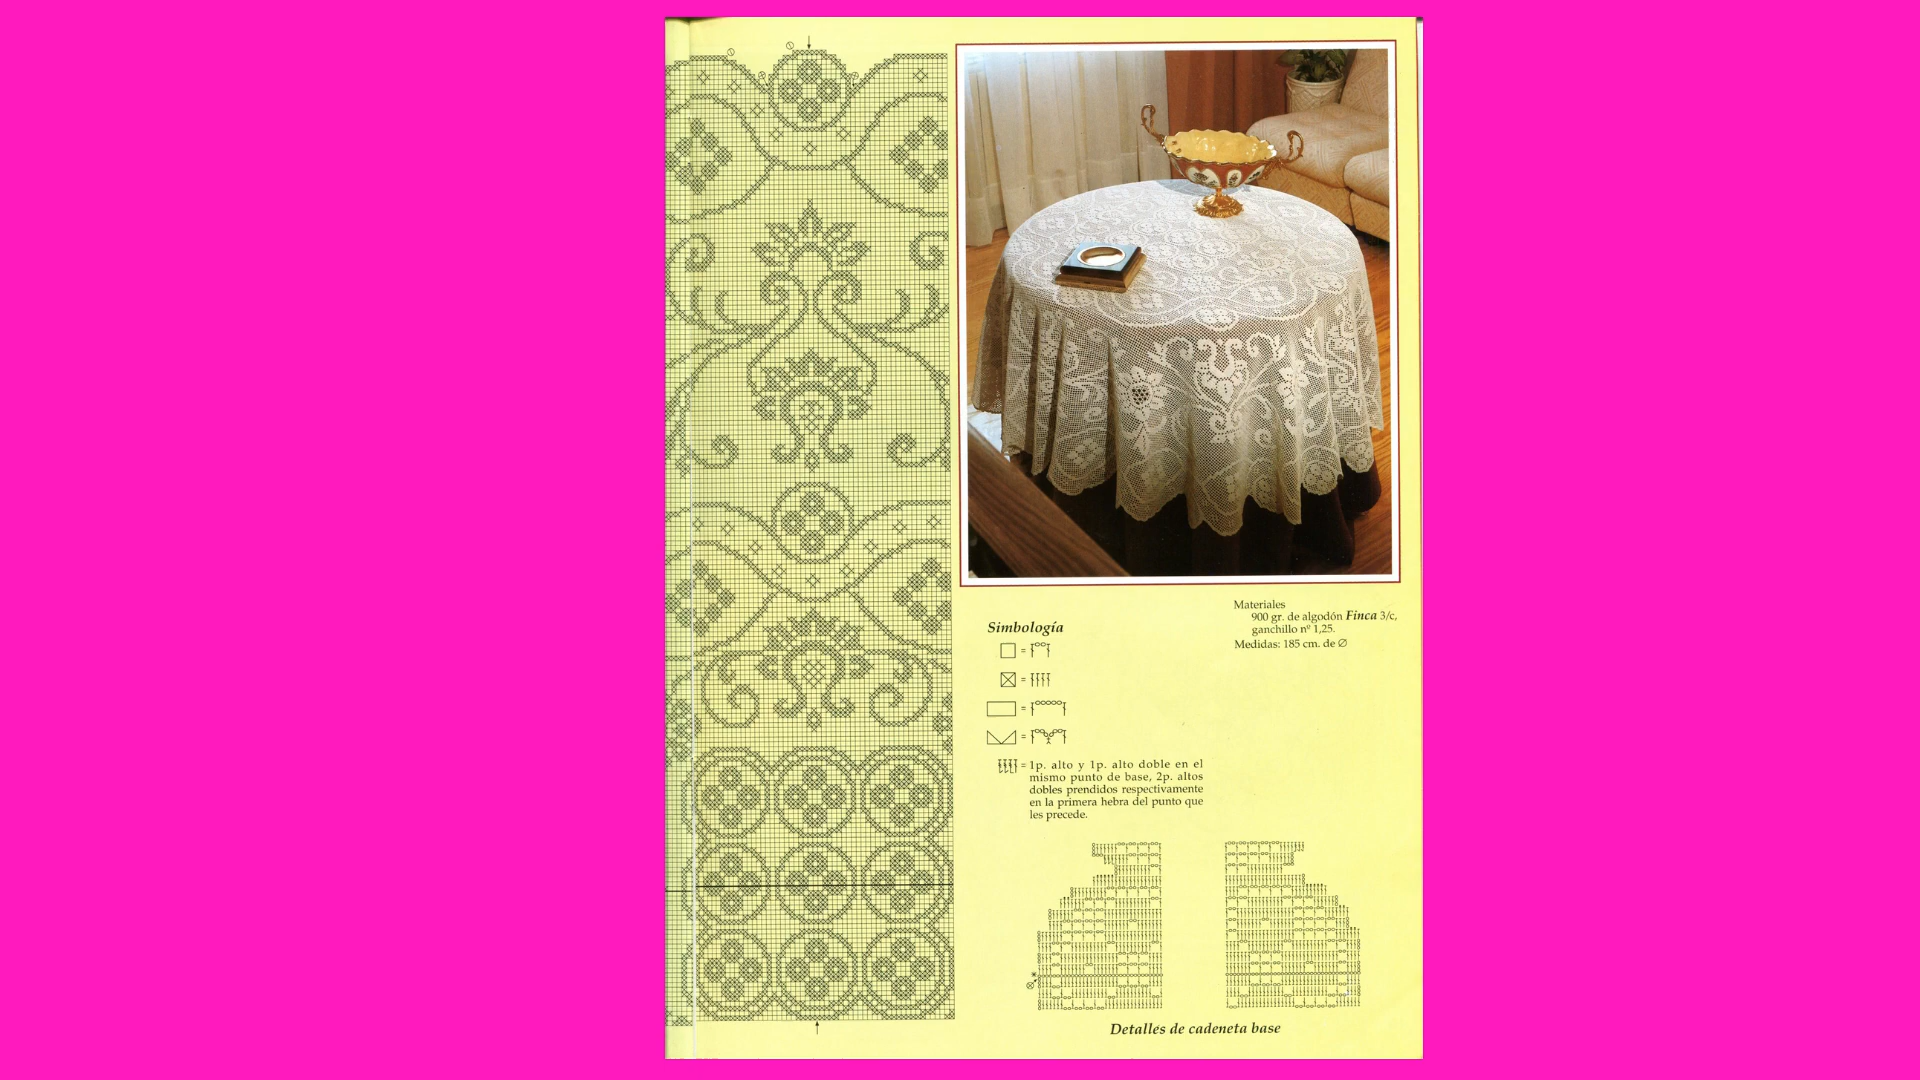 Materiales
900 gr. de algodón Finca 3/c,
ganchillo nº 1,25.
Medidas: 185 cm. de ∅
Simbología
=
=
=
=
= 1p. alto y 1p. alto doble en el
mismo punto de base, 2p. altos
dobles prendidos respectivamente
en la primera hebra del punto que
les precede.
Detalles de cadeneta base